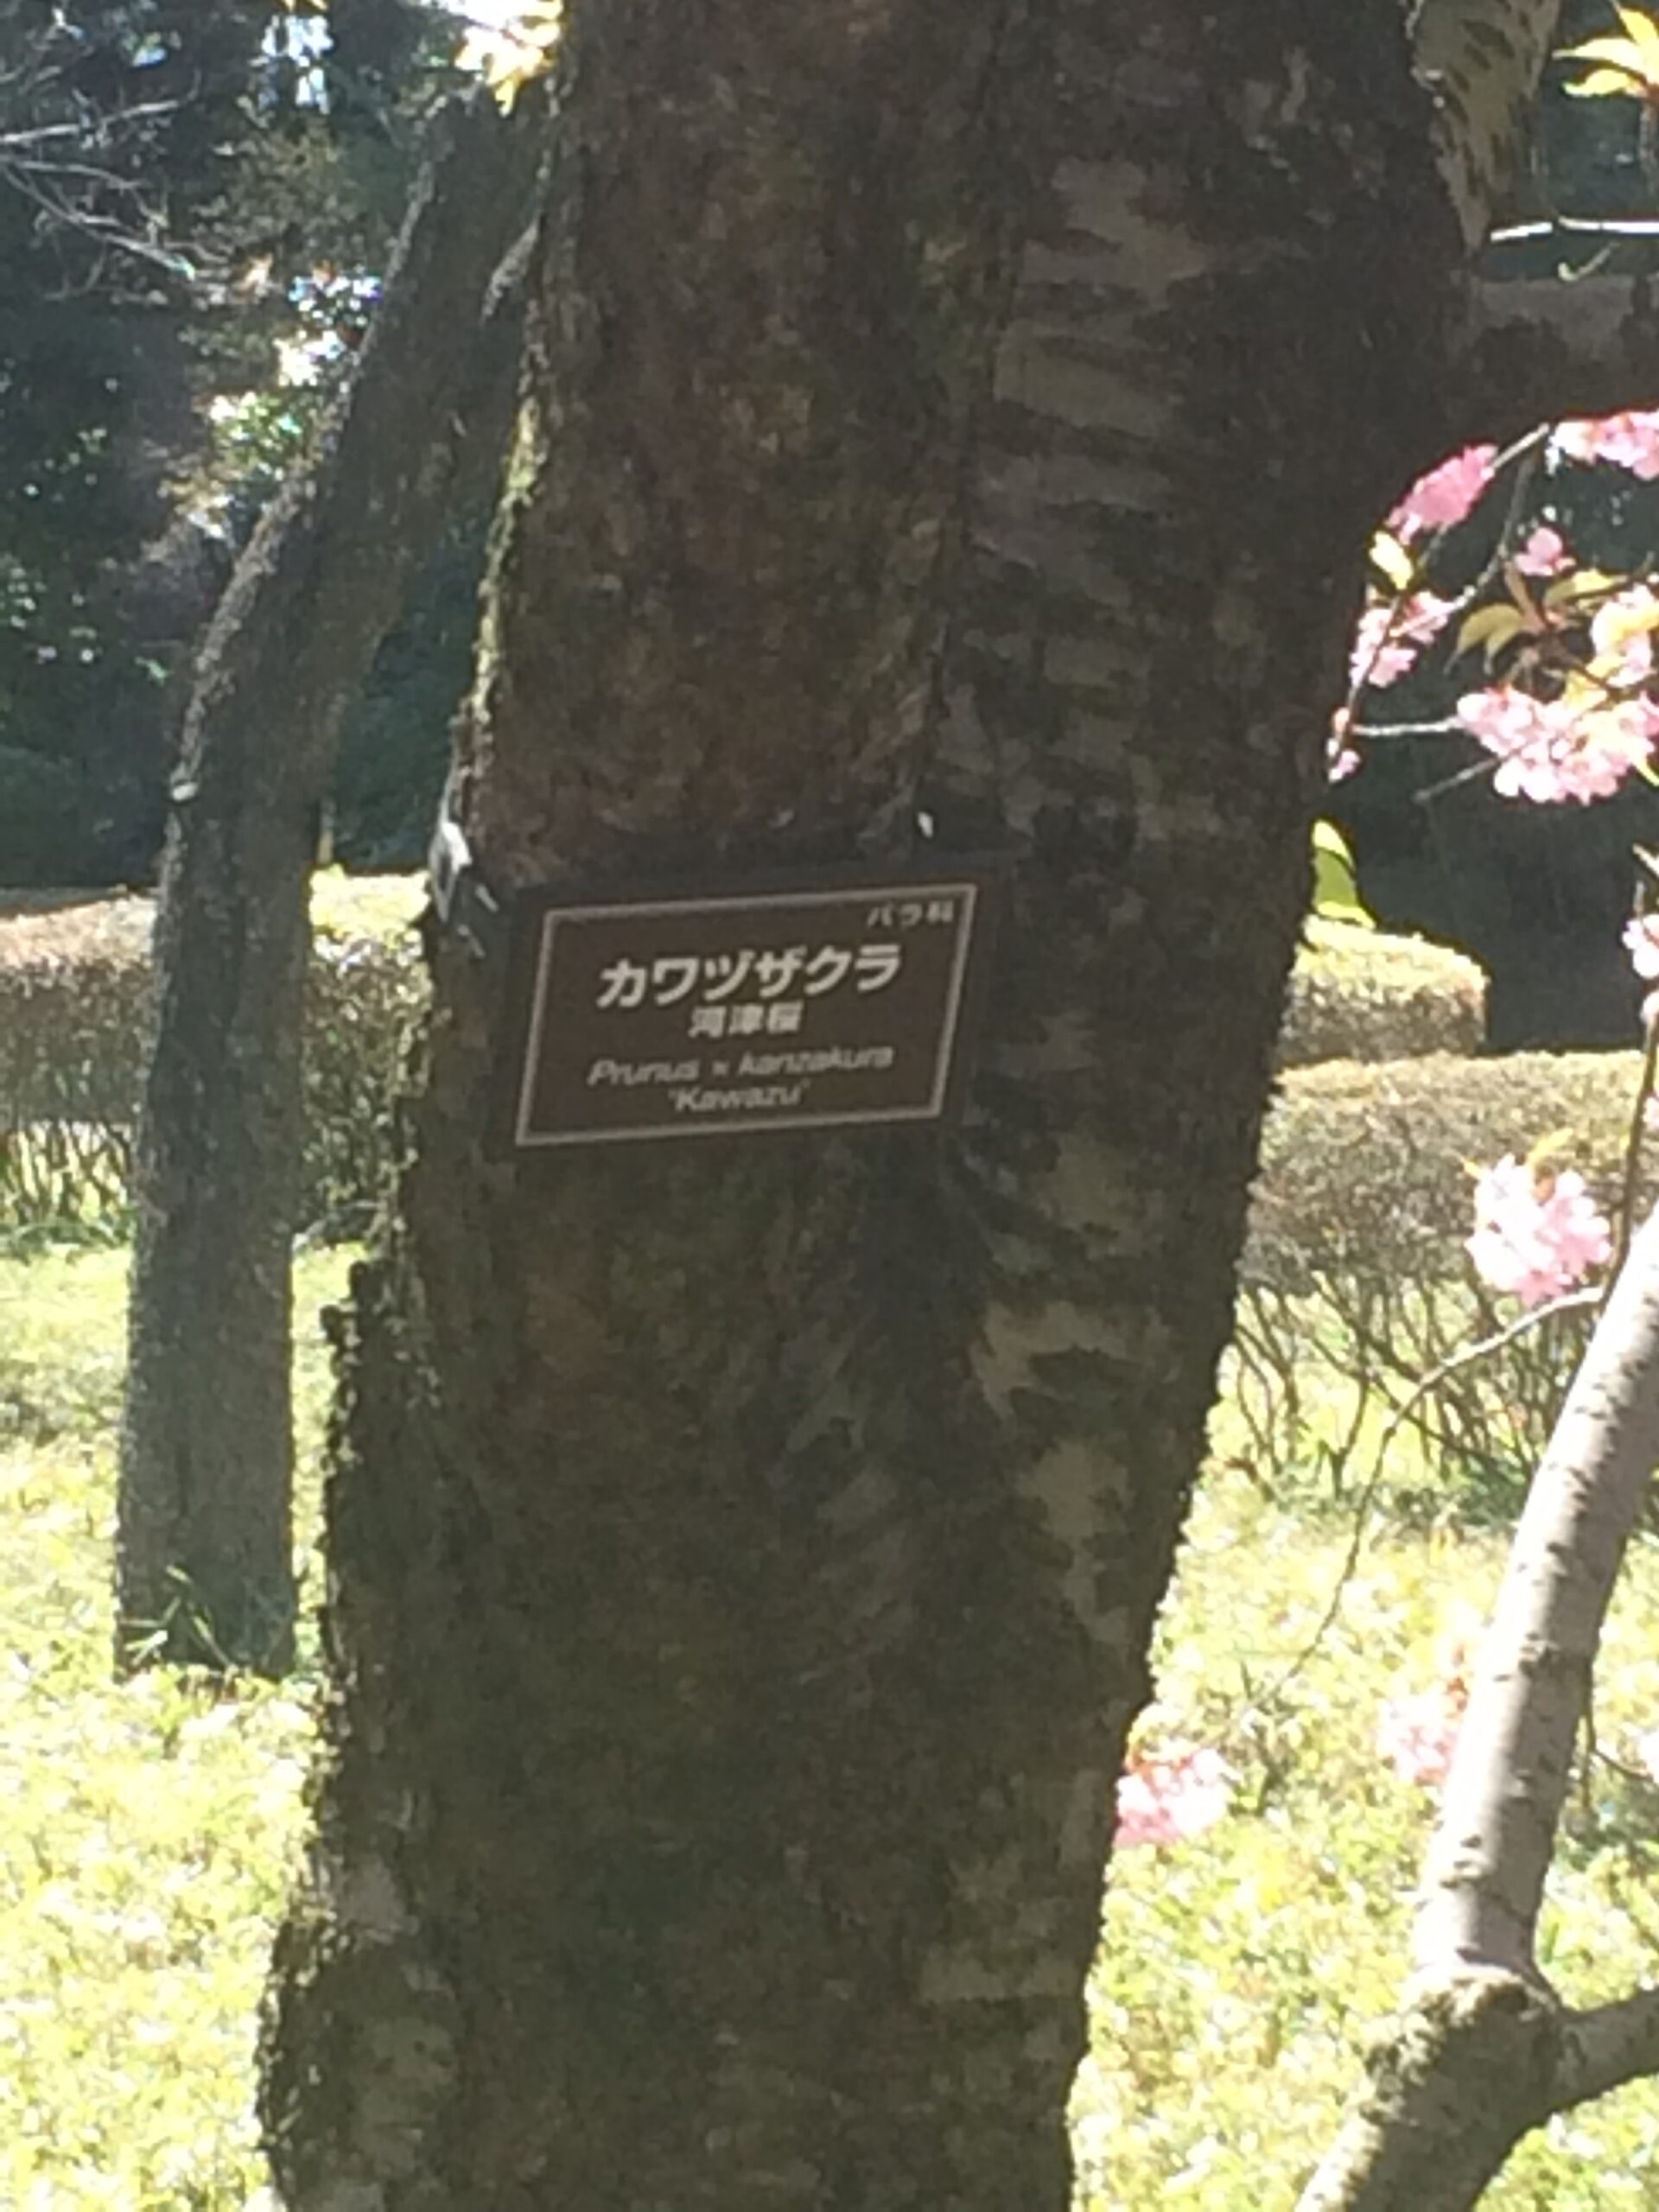 バラ科
カワヅザクラ
河津桜
Prunus × kanzakura
'Kawazu'